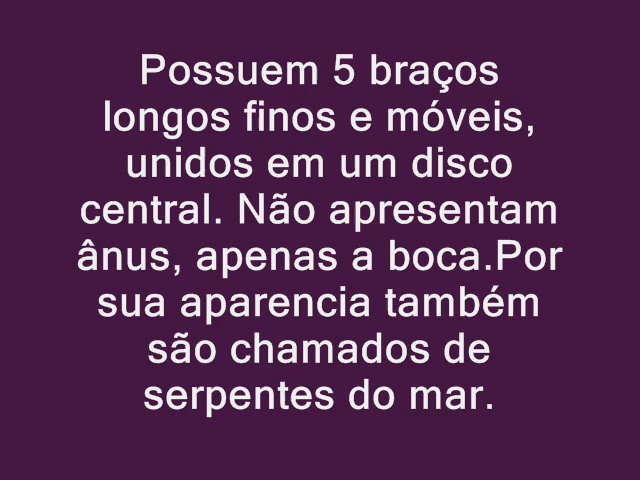 Possuem 5 braços
longos finos e móveis,
unidos em um disco
central. Não apresentam
ânus, apenas a boca.Por
sua aparencia também
são chamados de
serpentes do mar.